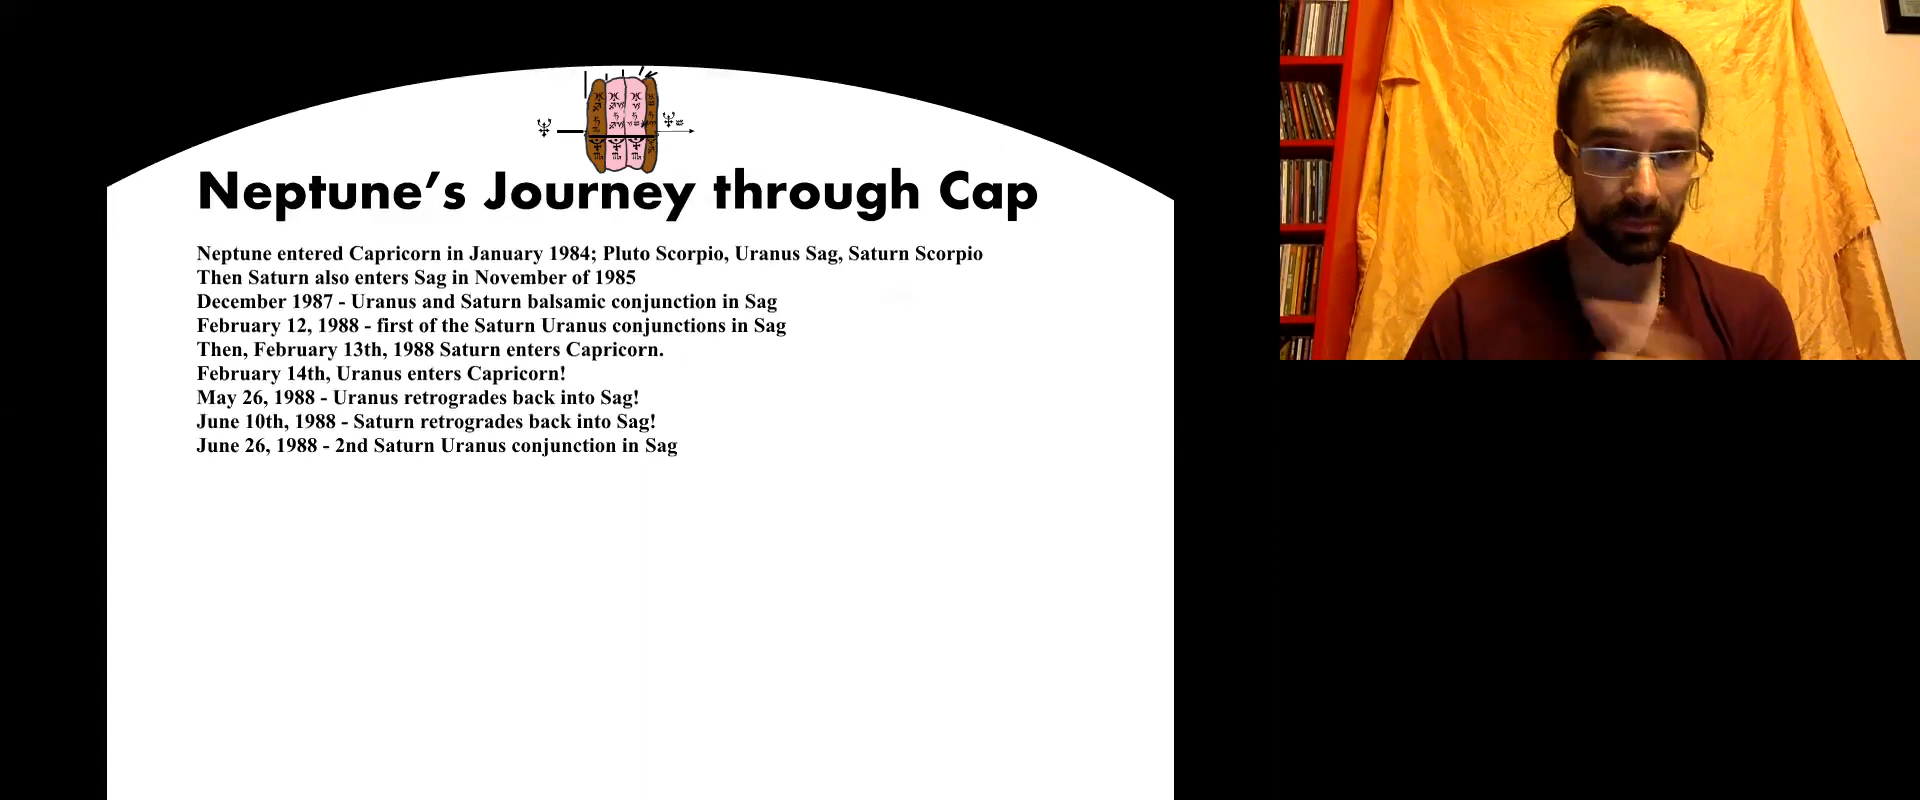 Neptune’s Journey through Cap
Neptune entered Capricorn in January 1984; Pluto Scorpio, Uranus Sag, Saturn Scorpio
Then Saturn also enters Sag in November of 1985
December 1987 - Uranus and Saturn balsamic conjunction in Sag
February 12, 1988 - first of the Saturn Uranus conjunctions in Sag
Then, February 13th, 1988 Saturn enters Capricorn.
February 14th, Uranus enters Capricorn!
May 26, 1988 - Uranus retrogrades back into Sag!
June 10th, 1988 - Saturn retrogrades back into Sag!
June 26, 1988 - 2nd Saturn Uranus conjunction in Sag